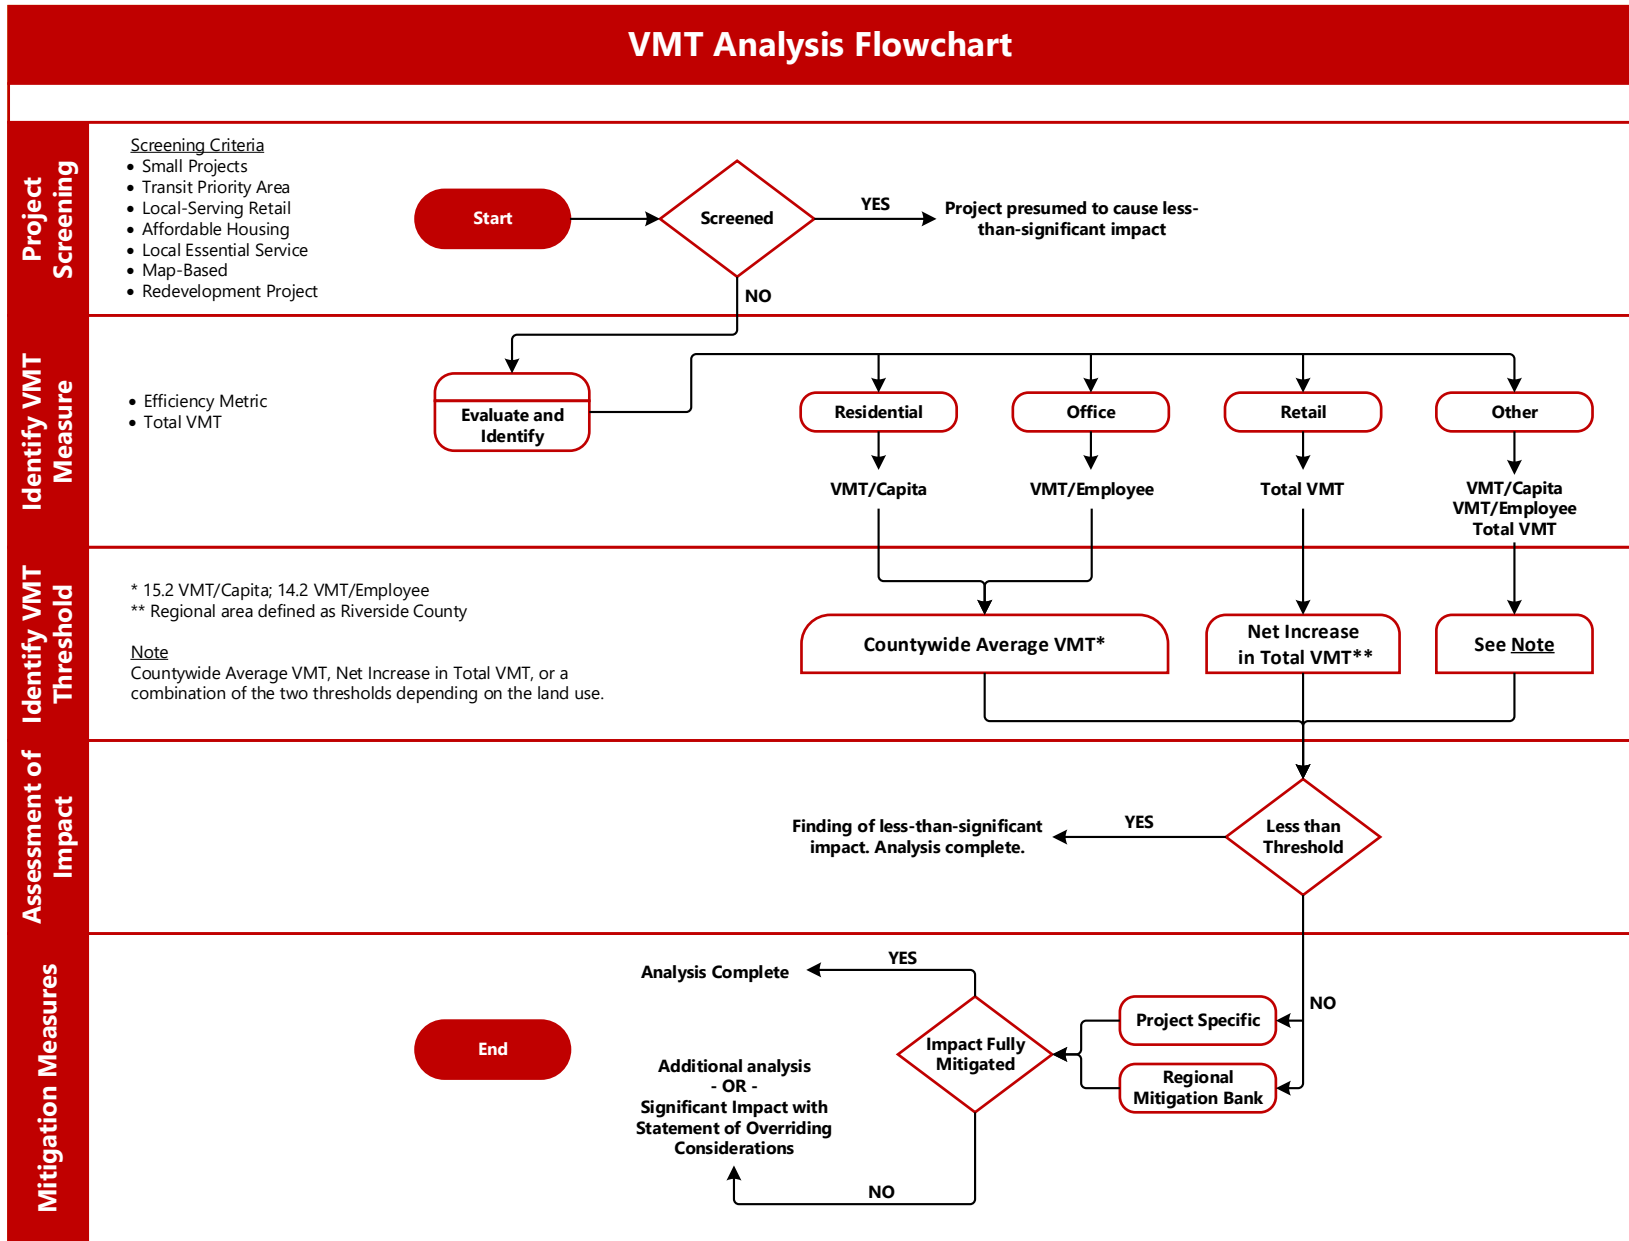 VMT Analysis Flowchart
Project
Screening
Screening Criteria
• Small Projects
• Transit Priority Area
• Local-Serving Retail
• Affordable Housing
• Local Essential Service
• Map-Based
• Redevelopment Project
Start
Screened
YES
Project presumed to cause less-
than-significant impact
NO
Identify VMT
Measure
• Efficiency Metric
• Total VMT
Evaluate and
Identify
Residential
Office
Retail
Other
VMT/Capita
VMT/Employee
Total VMT
VMT/Capita
VMT/Employee
Total VMT
Identify VMT
Threshold
* 15.2 VMT/Capita; 14.2 VMT/Employee
** Regional area defined as Riverside County
Note
Countywide Average VMT, Net Increase in Total VMT, or a
combination of the two thresholds depending on the land use.
Countywide Average VMT*
Net Increase
in Total VMT**
See Note
Assessment of
Impact
Finding of less-than-significant
impact. Analysis complete.
YES
Less than
Threshold
Mitigation Measures
NO
Project Specific
Regional
Mitigation Bank
Impact Fully
Mitigated
YES
Analysis Complete
End
Additional analysis
- OR -
Significant Impact with
Statement of Overriding
Considerations
NO